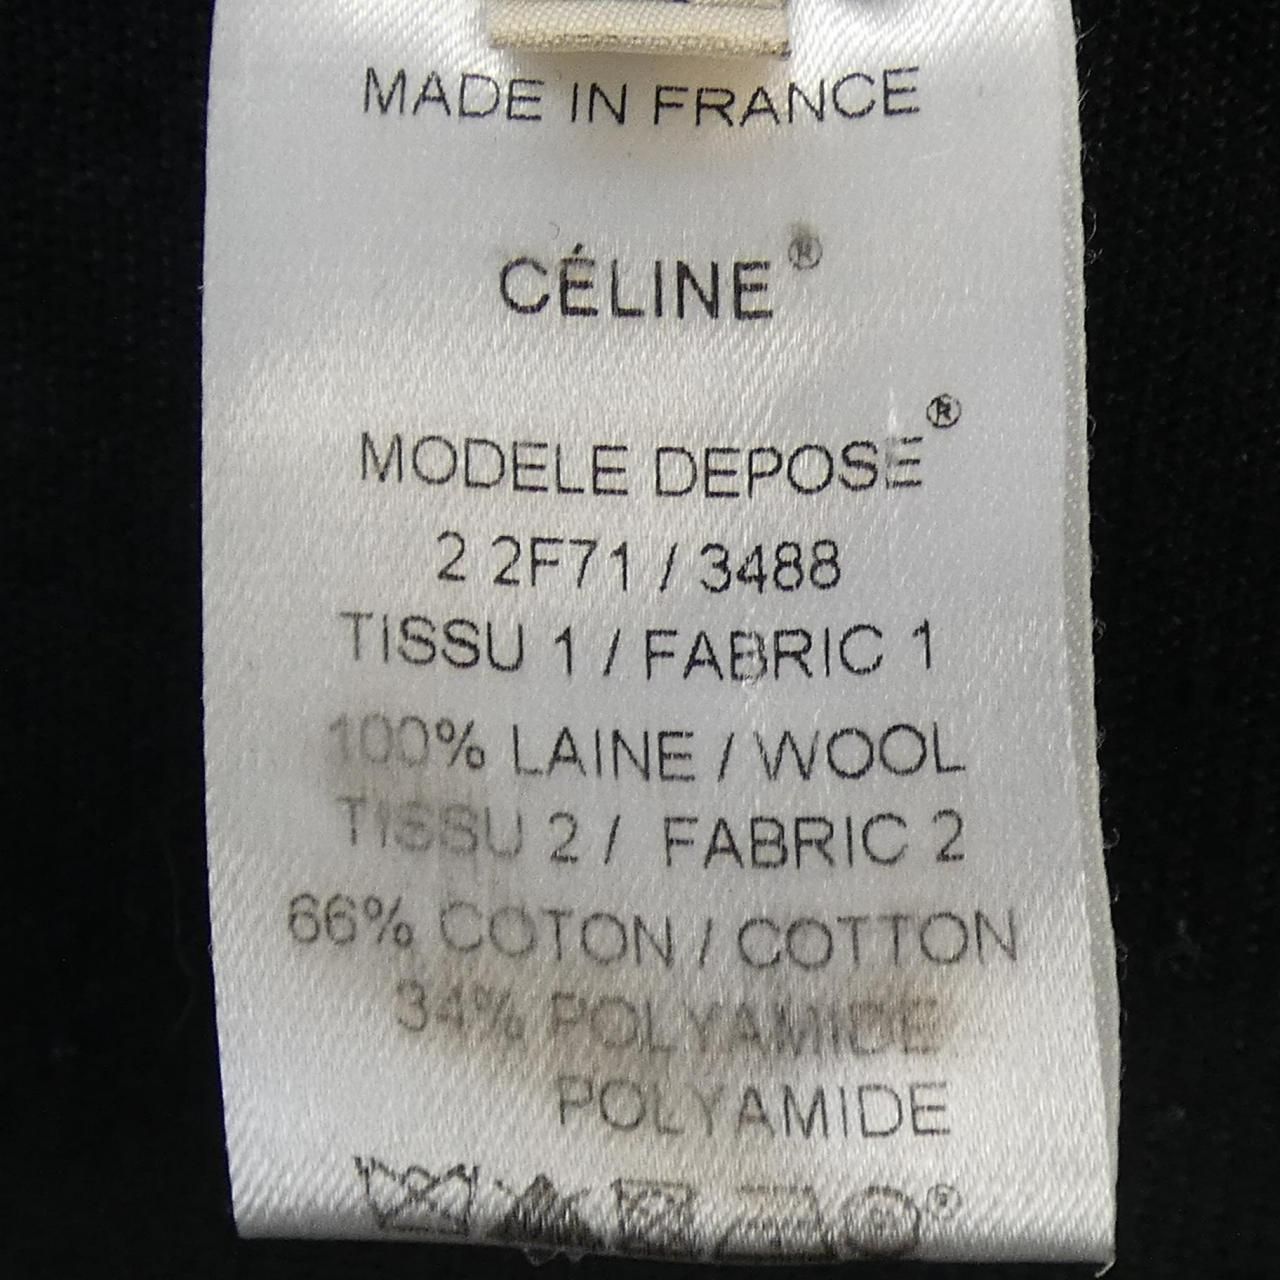 MADE IN FRANCE
CÉLINE®
MODELE DEPOSE®
2 2F71 / 3488
TISSU 1 / FABRIC 1
100% LAINE / WOOL
TISSU 2 / FABRIC 2
66% COTON / COTTON
34% POLYAMIDE
POLYAMIDE